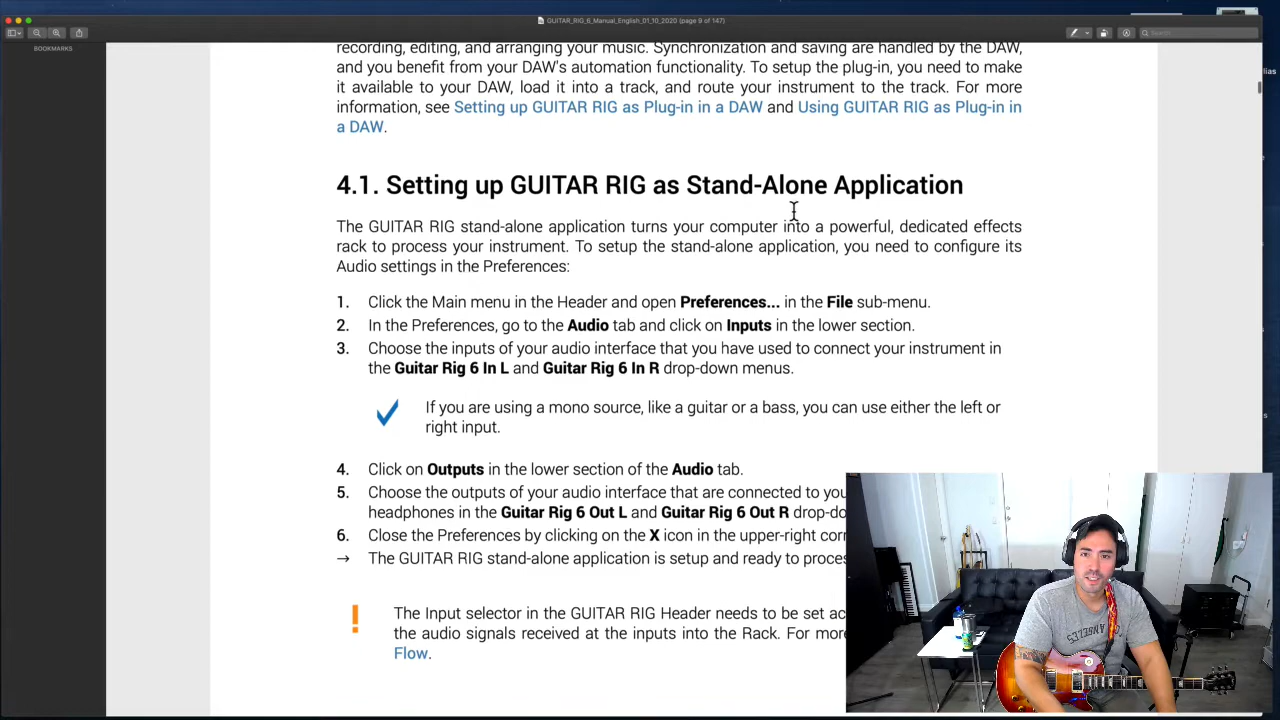 GUITAR_RIG_6_Manual_English_01_10_2020 (page 9 of 147)
Search
BOOKMARKS
recording, editing, and arranging your music. Synchronization and saving are handled by the DAW,
and you benefit from your DAW's automation functionality. To setup the plug-in, you need to make
it available to your DAW, load it into a track, and route your instrument to the track. For more
information, see Setting up GUITAR RIG as Plug-in in a DAW and Using GUITAR RIG as Plug-in in
a DAW.
4.1. Setting up GUITAR RIG as Stand-Alone Application
The GUITAR RIG stand-alone application turns your computer into a powerful, dedicated effects
rack to process your instrument. To setup the stand-alone application, you need to configure its
Audio settings in the Preferences:
1. Click the Main menu in the Header and open Preferences... in the File sub-menu.
2. In the Preferences, go to the Audio tab and click on Inputs in the lower section.
3. Choose the inputs of your audio interface that you have used to connect your instrument in
the Guitar Rig 6 In L and Guitar Rig 6 In R drop-down menus.
If you are using a mono source, like a guitar or a bass, you can use either the left or
right input.
4. Click on Outputs in the lower section of the Audio tab.
5. Choose the outputs of your audio interface that are connected to you
headphones in the Guitar Rig 6 Out L and Guitar Rig 6 Out R drop-do
6. Close the Preferences by clicking on the X icon in the upper-right corr
→ The GUITAR RIG stand-alone application is setup and ready to proces
! The Input selector in the GUITAR RIG Header needs to be set ac
the audio signals received at the inputs into the Rack. For more
Flow.